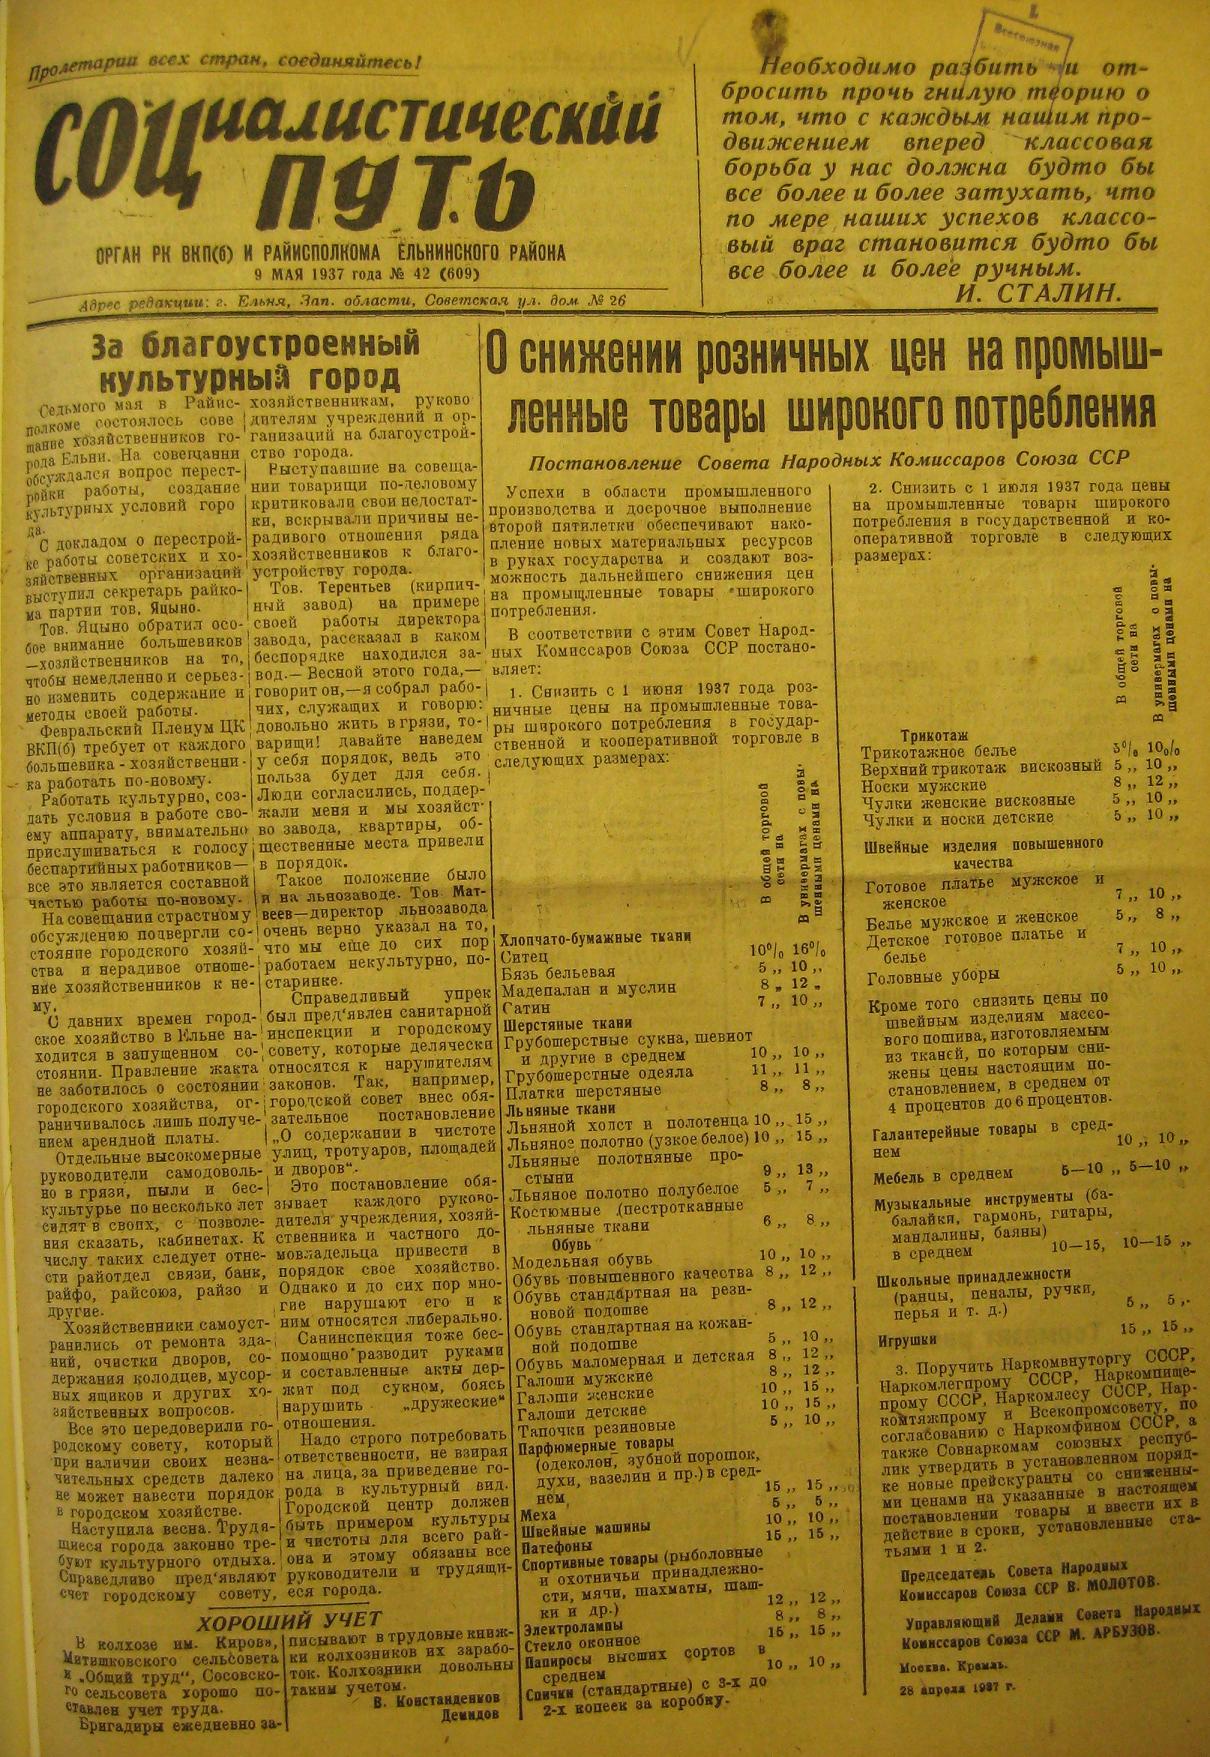 Пролетарии всех стран, соединяйтесь!
СОЦиалистический
ПУТЬ
ОРГАН РК ВКП(б) И РАЙИСПОЛКОМА ЕЛЬНИНСКОГО РАЙОНА
9 МАЯ 1937 года № 42 (609)
Адрес редакции: г. Ельня, Зап. области, Советская ул. дом № 26
Всесоюзная
Необходимо разбить и от-
бросить прочь гнилую теорию о
том, что с каждым нашим про-
движением вперед классовая
борьба у нас должна будто бы
все более и более затухать, что
по мере наших успехов классо-
вый враг становится будто бы
все более и более ручным.
И. СТАЛИН.
За благоустроенный
культурный город
Седьмого мая в Райис-
полкоме состоялось сове
щание хозяйственников го-
рода Ельни. На совещании
обсуждался вопрос перест-
ройки работы, создание
культурных условий горо
да.
С докладом о перестрой-
ке работы советских и хо-
зяйственных организаций
выступил секретарь райко-
ма партии тов. Яцыно.
Тов. Яцыно обратил осо-
бое внимание большевиков
—хозяйственников на то,
чтобы немедленно и серьез-
но изменить содержание и
методы своей работы.
Февральский Пленум ЦК
ВКП(б) требует от каждого
большевика - хозяйственни-
ка работать по-новому.
Работать культурно, соз-
дать условия в работе сво-
ему аппарату, внимательно
прислушиваться к голосу
беспартийных работников—
все это является составной
частью работы по-новому.
На совещании страстному
обсуждению подвергли со-
стояние городского хозяй-
ства и нерадивое отноше-
ние хозяйственников к не-
му.
С давних времен город-
ское хозяйство в Ельне на-
ходится в запущенном со-
стоянии. Правление жакта
не заботилось о состоянии
городского хозяйства, ог-
раничивалось лишь получе-
нием арендной платы.
Отдельные высокомерные
руководители самодоволь-
но в грязи, пыли и бес-
культурье по несколько лет
сидят в своих, с позволе-
ния сказать, кабинетах. К
числу таких следует отне-
сти райотдел связи, банк,
райфо, райсоюз, райзо и
другие.
Хозяйственники самоуст-
ранились от ремонта зда-
ний, очистки дворов, со-
держания колодцев, мусор-
ных ящиков и других хо-
зяйственных вопросов.
Все это передоверили го-
родскому совету, который
при наличии своих незна-
чительных средств далеко
не может навести порядок
в городском хозяйстве.
Наступила весна. Трудя-
щиеся города законно тре-
буют культурного отдыха.
Справедливо пред'являют
счет городскому совету,
хозяйственникам, руково
дителям учреждений и ор-
ганизаций на благоустрой-
ство города.
Выступавшие на совеща-
нии товарищи по-деловому
критиковали свои недостат-
ки, вскрывали причины не-
радивого отношения ряда
хозяйственников к благо-
устройству города.
Тов. Терентьев (кирпич-
ный завод) на примере
своей работы директора
завода, рассказал в каком
беспорядке находился за-
вод.— Весной этого года,—
говорит он,—я собрал рабо-
чих, служащих и говорю:
довольно жить в грязи, то-
варищи! давайте наведем
у себя порядок, ведь это
польза будет для себя.
Люди согласились, поддер-
жали меня и мы хозяйст-
во завода, квартиры, об-
щественные места привели
в порядок.
Такое положение было
и на льнозаводе. Тов. Мат-
веев—директор льнозавода
очень верно указал на то,
что мы еще до сих пор
работаем некультурно, по-
старинке.
Справедливый упрек
был пред'явлен санитарной
инспекции и городскому
совету, которые делячески
относятся к нарушителям
законов. Так, например,
городской совет внес обя-
зательное постановление
„О содержании в чистоте
улиц, тротуаров, площадей
и дворов“.
Это постановление обя-
зывает каждого руково-
дителя учреждения, хозяй-
ственника и частного до-
мовладельца привести в
порядок свое хозяйство.
Однако и до сих пор мно-
гие нарушают его и к
ним относятся либерально.
Санинспекция тоже бес-
помощно разводит руками
и составленные акты дер-
жит под сукном, боясь
нарушить „дружеские“
отношения.
Надо строго потребовать
ответственности, не взирая
на лица, за приведение го-
рода в культурный вид.
Городской центр должен
быть примером культуры
и чистоты для всего рай-
она и этому обязаны все
руководители и трудящи-
еся города.
ХОРОШИЙ УЧЕТ
В колхозе им. Кирова,
Митишковского сельсовета
и „Общий труд“, Сосовско-
го сельсовета хорошо по-
ставлен учет труда.
Бригадиры ежедневно за-
писывают в трудовые книж-
ки колхозников их зарабо-
ток. Колхозники довольны
таким учетом.
В. Констанденков
Демидов
О снижении розничных цен на промыш-
ленные товары широкого потребления
Постановление Совета Народных Комиссаров Союза ССР
Успехи в области промышленного
производства и досрочное выполнение
второй пятилетки обеспечивают нако-
пление новых материальных ресурсов
в руках государства и создают воз-
можность дальнейшего снижения цен
на промышленные товары широкого
потребления.
В соответствии с этим Совет Народ-
ных Комиссаров Союза ССР постано-
вляет:
1. Снизить с 1 июня 1937 года роз-
ничные цены на промышленные това-
ры широкого потребления в государ-
ственной и кооперативной торговле в
следующих размерах:
В общей торговой
сети на
В универмагах с повы-
шенными ценами на
Хлопчато-бумажные ткани
Ситец 10% 16%
Бязь бельевая 5 „ 10 „
Мадепалан и муслин 8 „ 12 „
Сатин 7 „ 10 „
Шерстяные ткани
Грубошерстные сукна, шевиот
и другие в среднем 10 „ 10 „
Грубошерстные одеяла 11 „ 11 „
Платки шерстяные 8 „ 8 „
Льняные ткани
Льняной холст и полотенца 10 „ 15 „
Льняное полотно (узкое белое) 10 „ 15 „
Льняные полотняные про-
стыни 9 „ 13 „
Льняное полотно полубелое 5 „ 7 „
Костюмные (пестротканные
льняные ткани 6 „ 8 „
Обувь
Модельная обувь 10 „ 10 „
Обувь повышенного качества 8 „ 12 „
Обувь стандартная на рези-
новой подошве 8 „ 12 „
Обувь стандартная на кожан-
ной подошве 5 „ 10 „
Обувь маломерная и детская 8 „ 12 „
Галоши мужские 8 „ 12 „
Галоши женские 10 „ 15 „
Галоши детские 10 „ 15 „
Тапочки резиновые 5 „ 10 „
Парфюмерные товары
(одеколон, зубной порошок,
духи, вазелин и пр.) в сред-
нем, 15 „ 15 „
Меха 5 „ 5 „
Швейные машины 10 „ 10 „
Патефоны 15 „ 15 „
Спортивные товары (рыболовные
и охотничьи принадлежно-
сти, мячи, шахматы, шаш-
ки и др.) 12 „ 12 „
Электролампы 8 „ 8 „
Стекло оконное 15 „ 15 „
Папиросы высших сортов в
среднем 10 „ 10 „
Спички (стандартные) с 3-х до
2-х копеек за коробку.
2. Снизить с 1 июля 1937 года цены
на промышленные товары широкого
потребления в государственной и ко-
оперативной торговле в следующих
размерах:
В общей торговой
сети на
В универмагах с повы-
шенными ценами на
Трикотаж
Трикотажное белье 5% 10%
Верхний трикотаж вискозный 5 „ 10 „
Носки мужские 8 „ 12 „
Чулки женские вискозные 5 „ 10 „
Чулки и носки детские 5 „ 10 „
Швейные изделия повышенного
качества
Готовое платье мужское и
женское 7 „ 10 „
Белье мужское и женское 5 „ 8 „
Детское готовое платье и
белье 7 „ 10 „
Головные уборы 5 „ 10 „
Кроме того снизить цены по
швейным изделиям массо-
вого пошива, изготовляемым
из тканей, по которым сни-
жены цены настоящим по-
становлением, в среднем от
4 процентов до 6 процентов.
Галантерейные товары в сред-
нем 10 „ 10 „
Мебель в среднем 5—10 „ 5—10 „
Музыкальные инструменты (ба-
лалайки, гармонь, гитары,
мандалины, баяны)
в среднем 10—15, 10—15 „
Школьные принадлежности
(ранцы, пеналы, ручки,
перья и т. д.) 5 „ 5 „
Игрушки 15 „ 15 „
3. Поручить Наркомвнуторгу СССР,
Наркомлегпрому СССР, Наркомпище-
прому СССР, Наркомлесу СССР, Нар-
комтяжпрому и Всекопромсовету, по
согласованию с Наркомфином СССР, а
также Совнаркомам союзных респуб-
лик утвердить в установленном поряд-
ке новые прейскуранты со сниженны-
ми ценами на указанные в настоящем
постановлении товары и ввести их в
действие в сроки, установленные ста-
тьями 1 и 2.
Председатель Совета Народных
Комиссаров Союза ССР В. МОЛОТОВ.
Управляющий Делами Совета Народных
Комиссаров Союза ССР М. АРБУЗОВ.
Москва. Кремль.
28 апреля 1937 г.